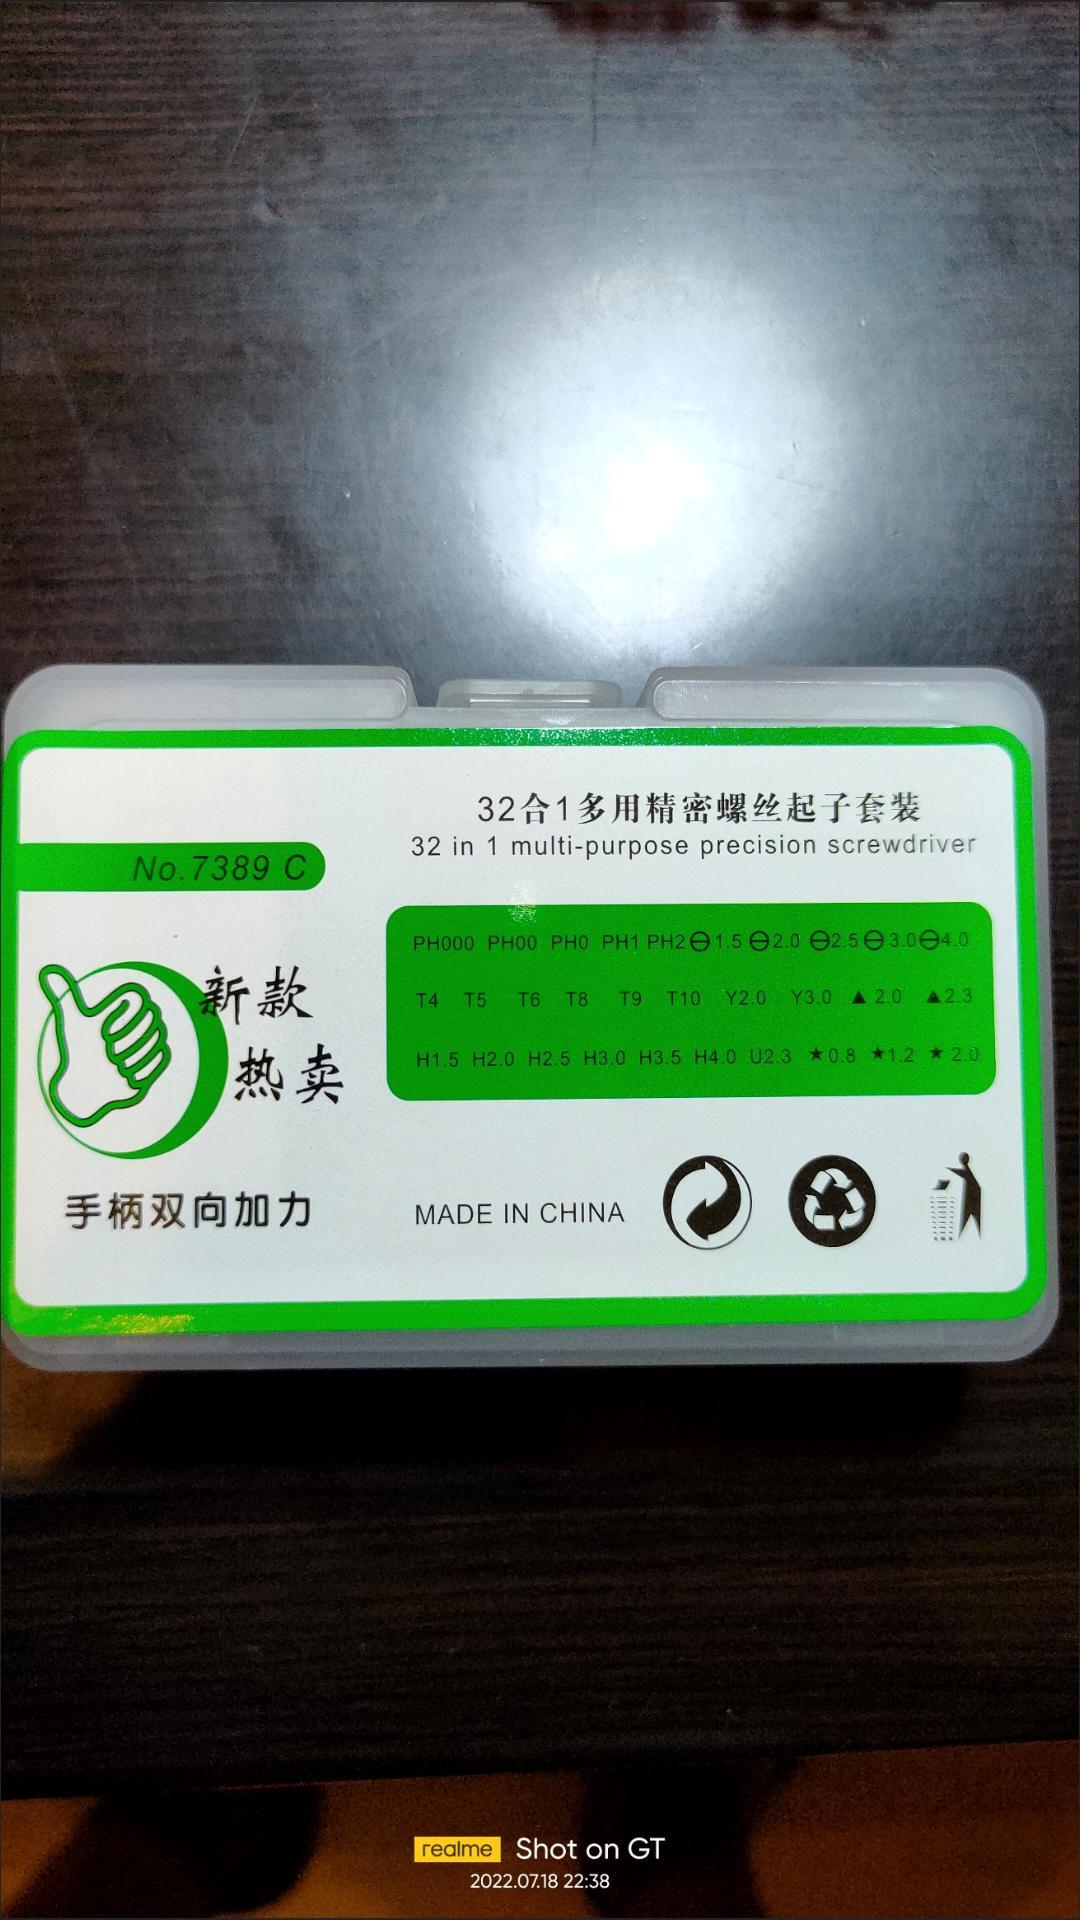 32合1多用精密螺丝起子套装
32 in 1 multi-purpose precision screwdriver
No.7389 C
PH000 PH00 PH0 PH1 PH2 ⊖1.5 ⊖2.0 ⊖2.5 ⊖3.0 ⊖4.0
T4 T5 T6 T8 T9 T10 Y2.0 Y3.0 ▲2.0 ▲2.3
H1.5 H2.0 H2.5 H3.0 H3.5 H4.0 U2.3 ★0.8 ★1.2 ★2.0
新款
热卖
手柄双向加力
MADE IN CHINA
realme Shot on GT
2022.07.18 22:38